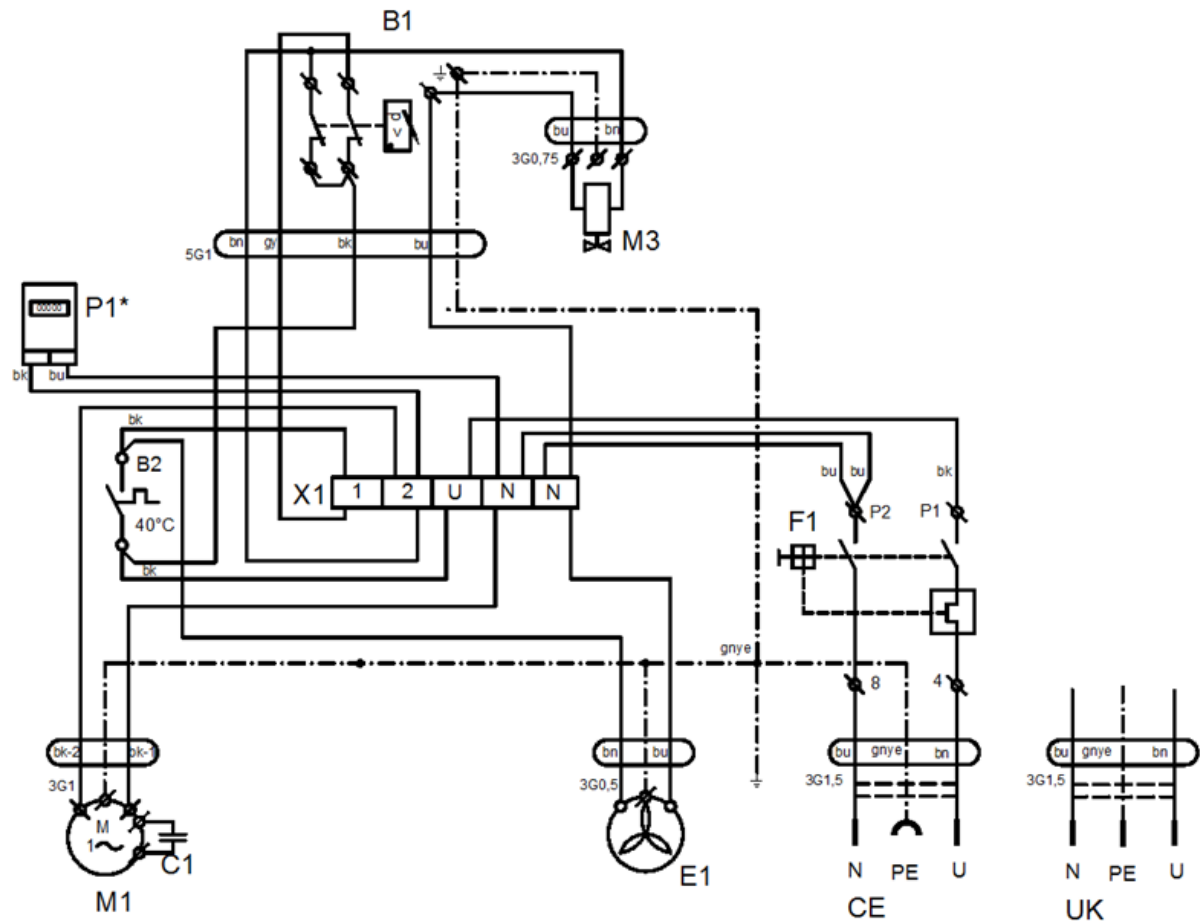 B1
bu
bn
3G0,75
P
v
M3
bn
gy
bk
bu
5G1
P1*
00000
bk
bu
bk
B2
40°C
bk
X1
1
2
U
N
N
bu
bu
bk
P2
P1
F1
gnye
8
4
bk-2
bk-1
3G1
M
1
C1
M1
bn
bu
3G0,5
E1
bu
gnye
bn
3G1,5
N
PE
U
CE
bu
gnye
bn
3G1,5
N
PE
U
UK